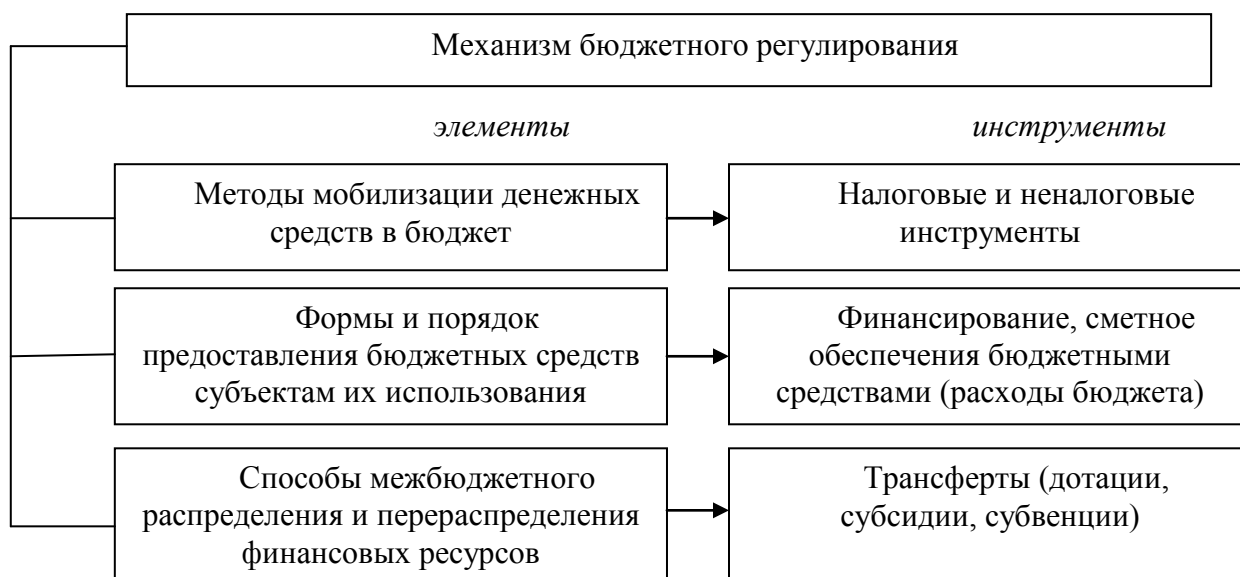 Механизм бюджетного регулирования
элементы
инструменты
Методы мобилизации денежных
средств в бюджет
Налоговые и неналоговые
инструменты
Формы и порядок
предоставления бюджетных средств
субъектам их использования
Финансирование, сметное
обеспечения бюджетными
средствами (расходы бюджета)
Способы межбюджетного
распределения и перераспределения
финансовых ресурсов
Трансферты (дотации,
субсидии, субвенции)